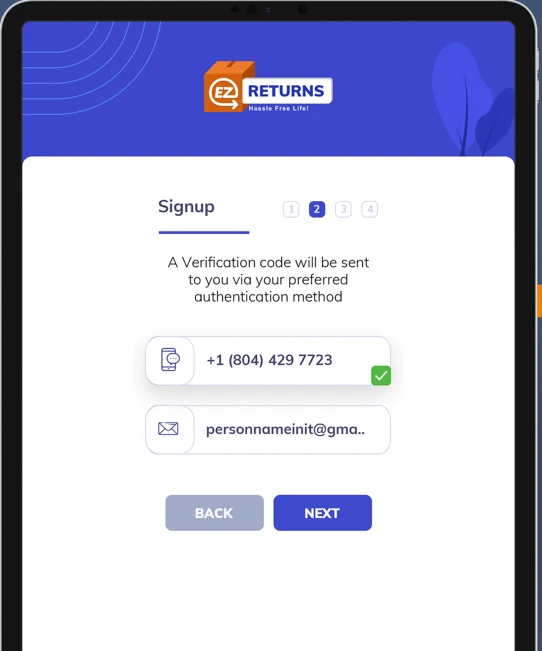 EZ RETURNS
Hassle Free Life!
Signup
1 2 3 4
A Verification code will be sent
to you via your preferred
authentication method
+1 (804) 429 7723
personnameinit@gma..
BACK NEXT